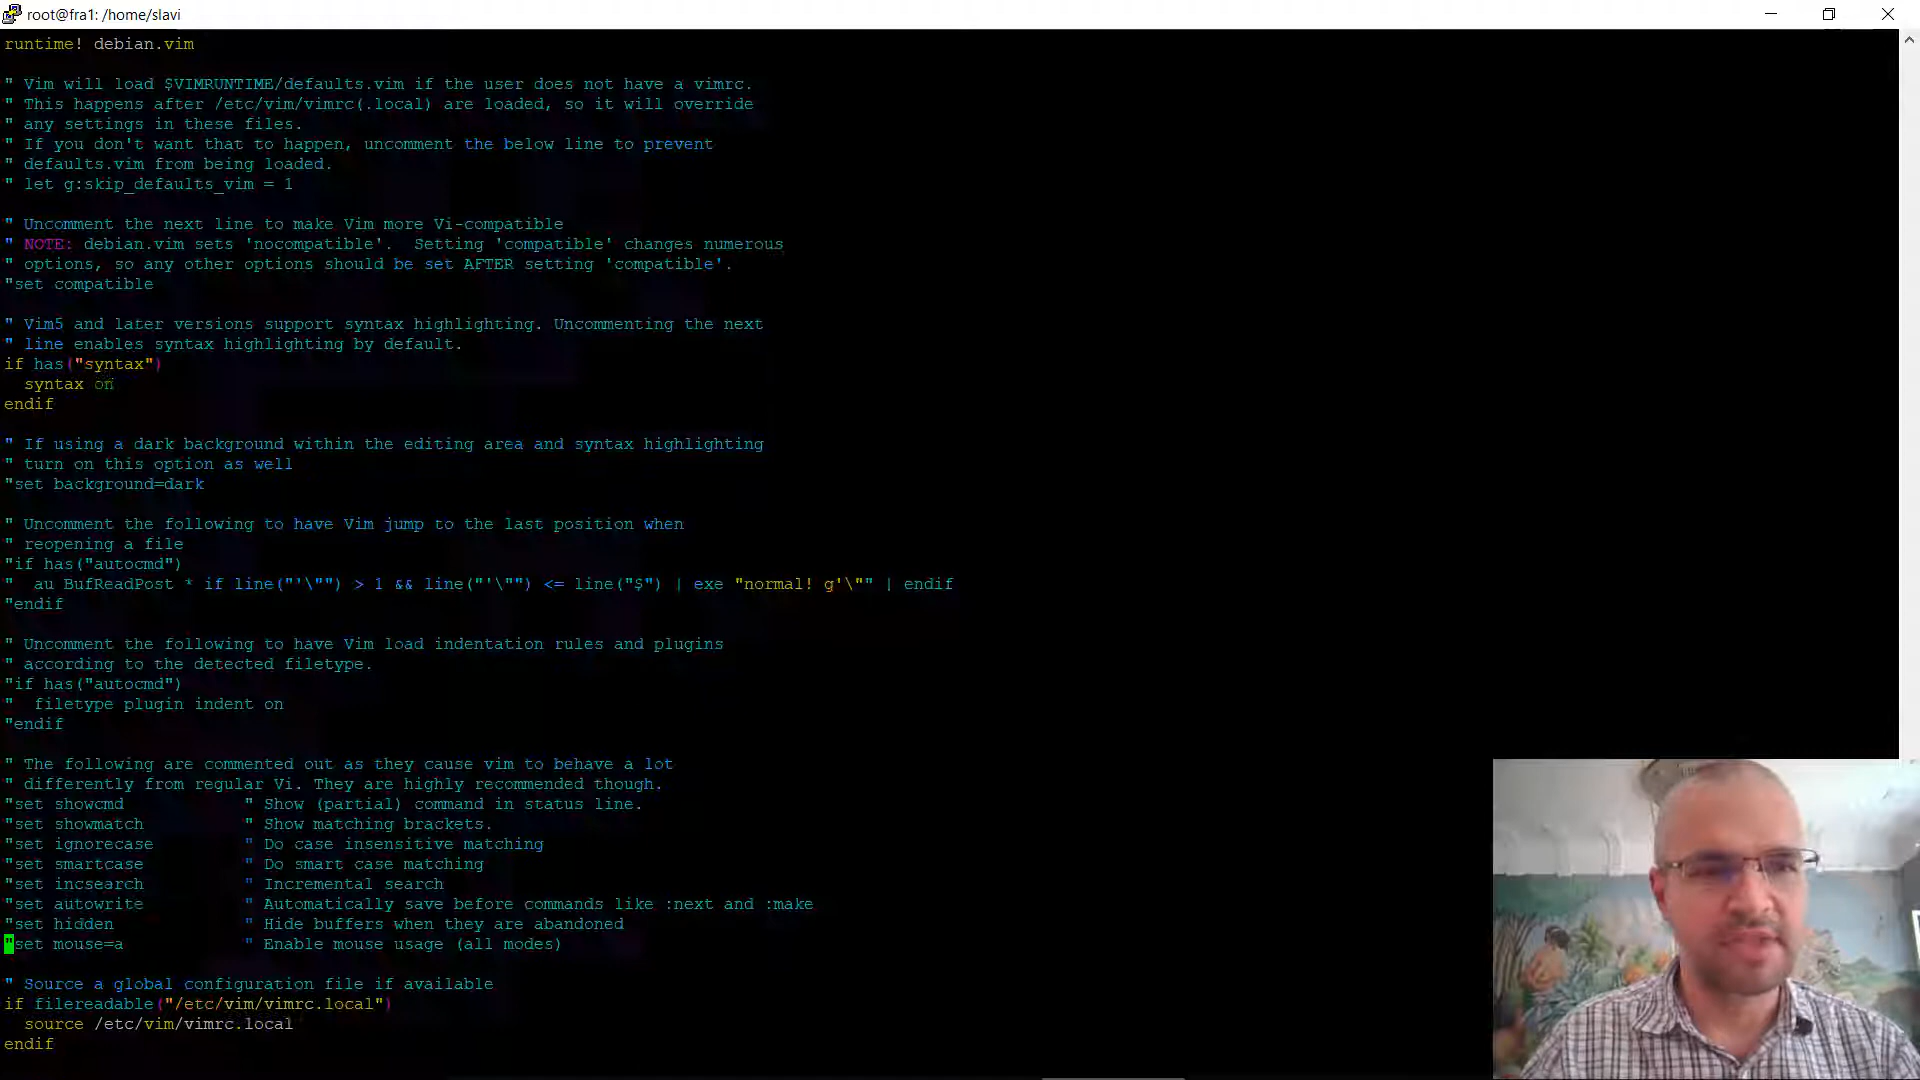 root@fra1: /home/slavi
runtime! debian.vim
" Vim will load $VIMRUNTIME/defaults.vim if the user does not have a vimrc.
" This happens after /etc/vim/vimrc(.local) are loaded, so it will override
" any settings in these files.
" If you don't want that to happen, uncomment the below line to prevent
" defaults.vim from being loaded.
" let g:skip_defaults_vim = 1
" Uncomment the next line to make Vim more Vi-compatible
" NOTE: debian.vim sets 'nocompatible'.  Setting 'compatible' changes numerous
" options, so any other options should be set AFTER setting 'compatible'.
"set compatible
" Vim5 and later versions support syntax highlighting. Uncommenting the next
" line enables syntax highlighting by default.
if has("syntax")
  syntax on
endif
" If using a dark background within the editing area and syntax highlighting
" turn on this option as well
"set background=dark
" Uncomment the following to have Vim jump to the last position when
" reopening a file
"if has("autocmd")
"  au BufReadPost * if line("'\"") > 1 && line("'\"") <= line("$") | exe "normal! g'\"" | endif
"endif
" Uncomment the following to have Vim load indentation rules and plugins
" according to the detected filetype.
"if has("autocmd")
"  filetype plugin indent on
"endif
" The following are commented out as they cause vim to behave a lot
" differently from regular Vi. They are highly recommended though.
"set showcmd            " Show (partial) command in status line.
"set showmatch          " Show matching brackets.
"set ignorecase         " Do case insensitive matching
"set smartcase          " Do smart case matching
"set incsearch          " Incremental search
"set autowrite          " Automatically save before commands like :next and :make
"set hidden             " Hide buffers when they are abandoned
"set mouse=a            " Enable mouse usage (all modes)
" Source a global configuration file if available
if filereadable("/etc/vim/vimrc.local")
  source /etc/vim/vimrc.local
endif